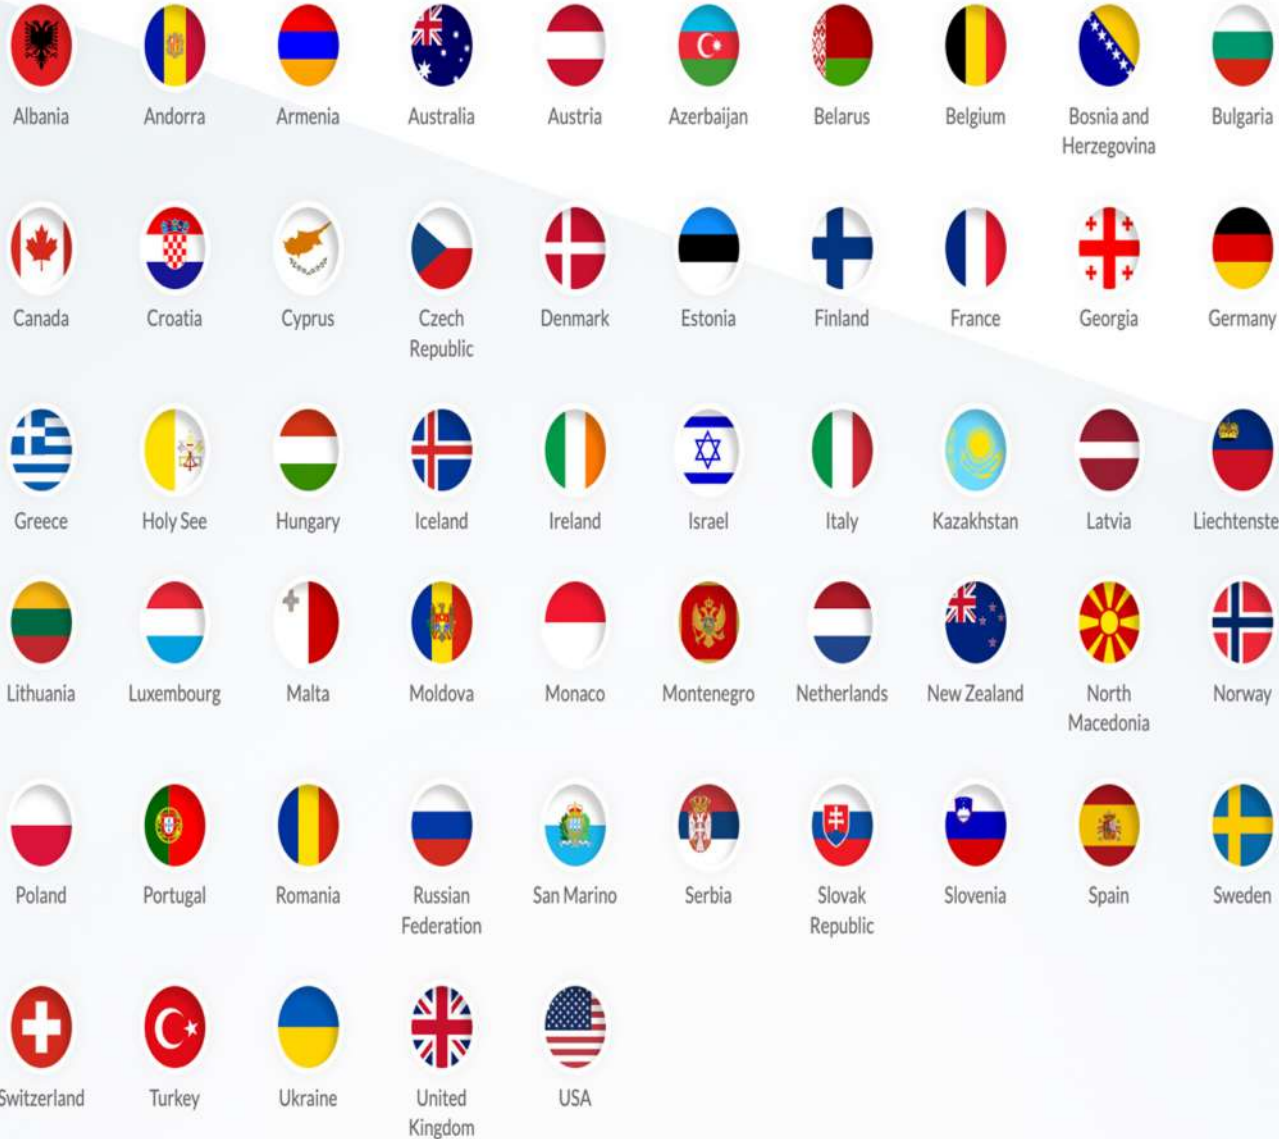 Albania
Andorra
Armenia
Australia
Austria
Azerbaijan
Belarus
Belgium
Bosnia and
Herzegovina
Bulgaria
Canada
Croatia
Cyprus
Czech
Republic
Denmark
Estonia
Finland
France
Georgia
Germany
Greece
Holy See
Hungary
Iceland
Ireland
Israel
Italy
Kazakhstan
Latvia
Liechtenste
Lithuania
Luxembourg
Malta
Moldova
Monaco
Montenegro
Netherlands
New Zealand
North
Macedonia
Norway
Poland
Portugal
Romania
Russian
Federation
San Marino
Serbia
Slovak
Republic
Slovenia
Spain
Sweden
Switzerland
Turkey
Ukraine
United
Kingdom
USA